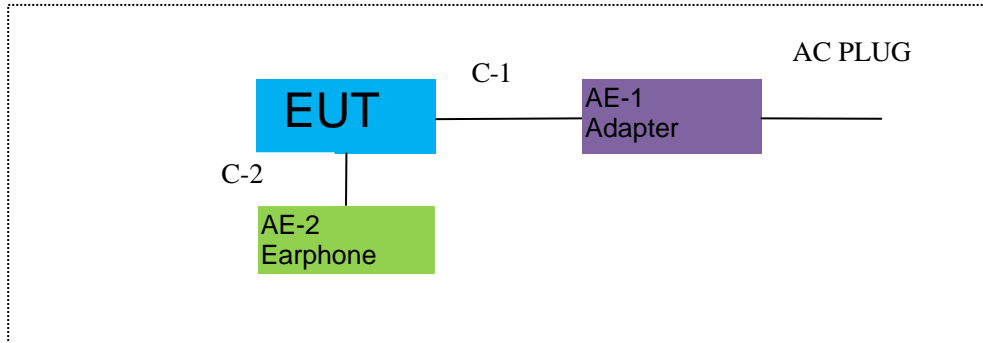 AC PLUG
C-1
EUT
AE-1
Adapter
C-2
AE-2
Earphone